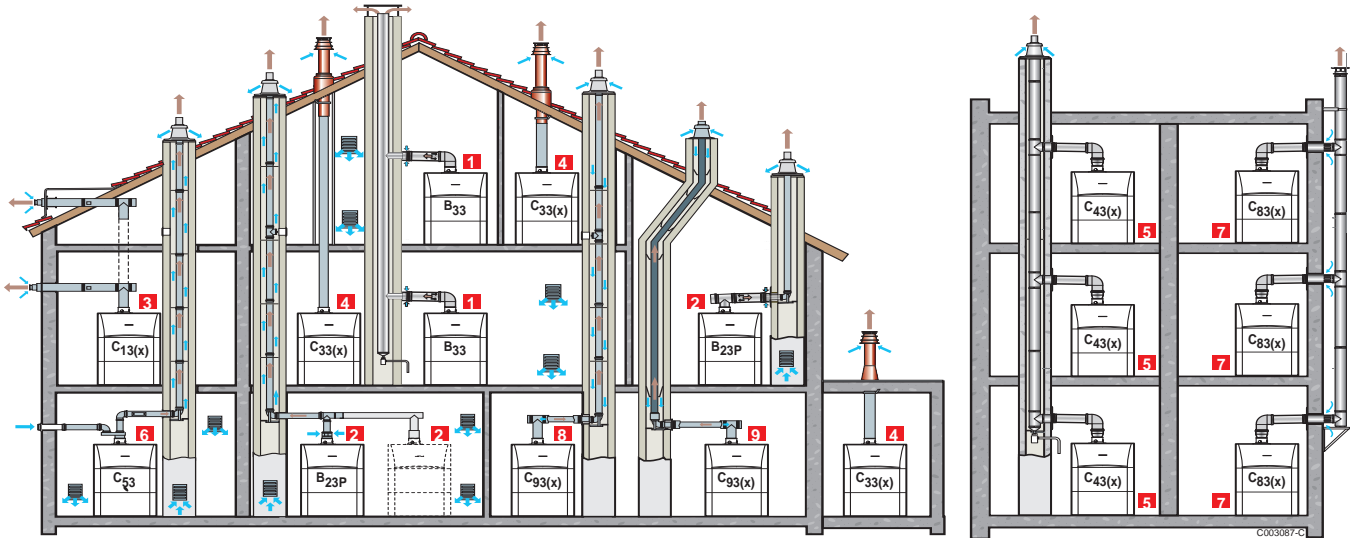 1
B33
4
C33(x)
3
C13(x)
4
C33(x)
1
B33
2
B23P
6
C53
2
B23P
2
8
C93(x)
9
C93(x)
4
C33(x)
5
C43(x)
7
C83(x)
5
C43(x)
7
C83(x)
5
C43(x)
7
C83(x)
C003087-C